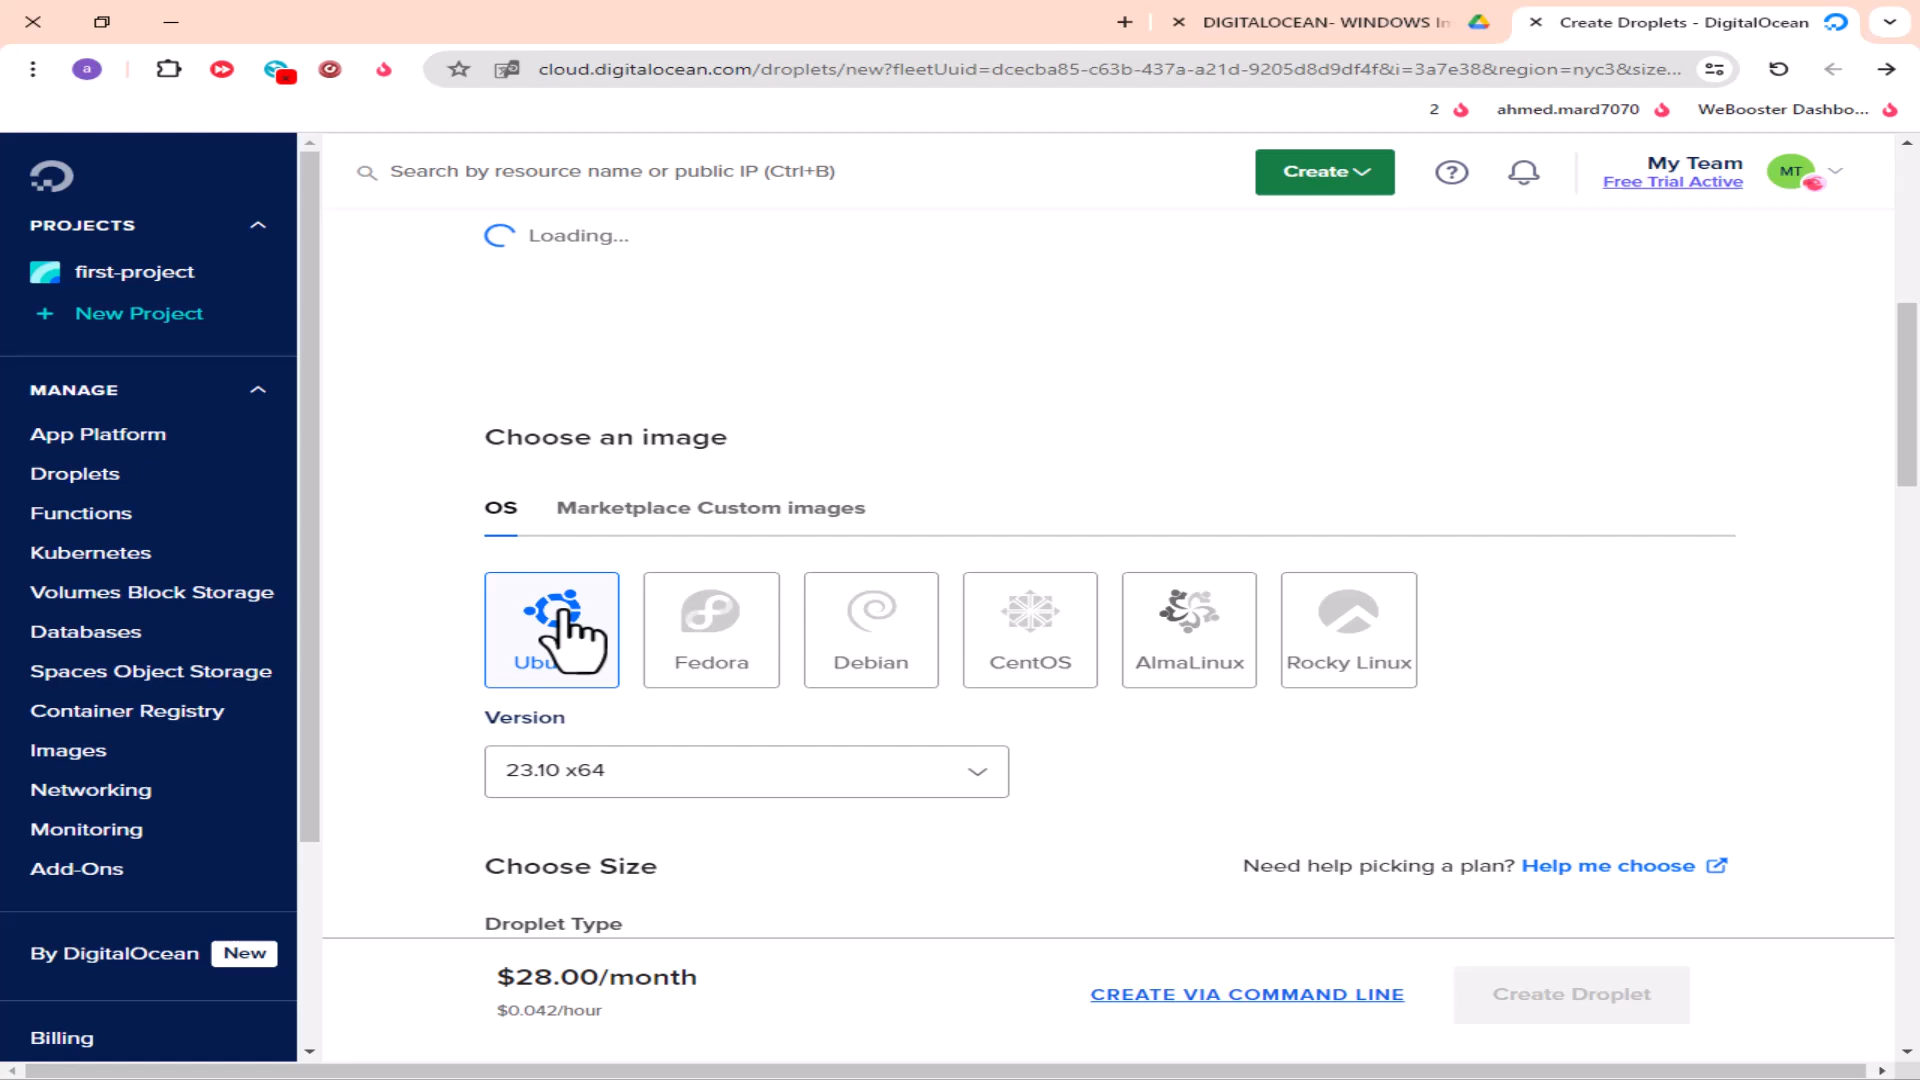 DIGITALOCEAN- WINDOWS In
Create Droplets - DigitalOcean
a
cloud.digitalocean.com/droplets/new?fleetUuid=dcecba85-c63b-437a-a21d-9205d8d9df4f&i=3a7e38&region=nyc3&size...
2
ahmed.mard7070
WeBooster Dashbo...
Search by resource name or public IP (Ctrl+B)
Create
My Team
Free Trial Active
MT
PROJECTS
first-project
+ New Project
MANAGE
App Platform
Droplets
Functions
Kubernetes
Volumes Block Storage
Databases
Spaces Object Storage
Container Registry
Images
Networking
Monitoring
Add-Ons
By DigitalOcean New
Billing
Loading...
Choose an image
OS Marketplace Custom images
Fedora
Debian
CentOS
AlmaLinux
Rocky Linux
Version
23.10 x64
Choose Size
Need help picking a plan? Help me choose
Droplet Type
$28.00/month
$0.042/hour
CREATE VIA COMMAND LINE
Create Droplet